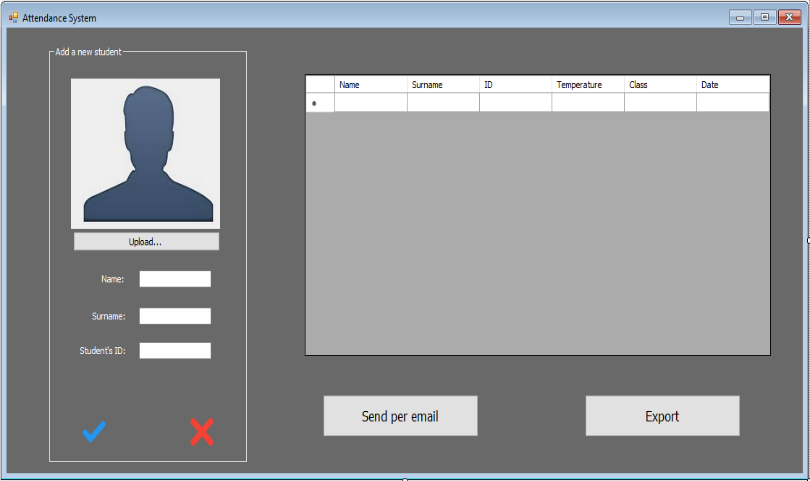 Attendance System
Add a new student
Upload...
Name:
Surname:
Student's ID:
Name Surname ID Temperature Class Date
Send per email
Export